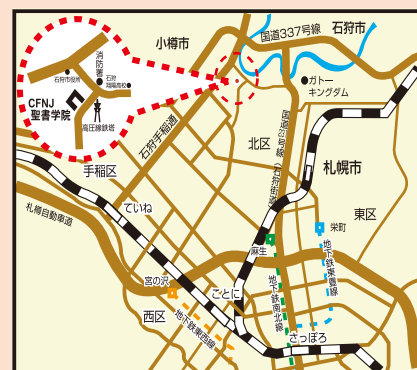 小樽市
国道337号線
石狩市
消防署
石狩市役所
石狩翔陽高校
CFNJ
聖書学院
高圧線鉄塔
ガトー
キングダム
石狩手稲通
北区
国道231号線（石狩街道）
手稲区
札幌市
ていね
東区
札樽自動車道
栄町
麻生
地下鉄東豊線
宮の沢
ことに
地下鉄南北線
西区
地下鉄東西線
さっぽろ